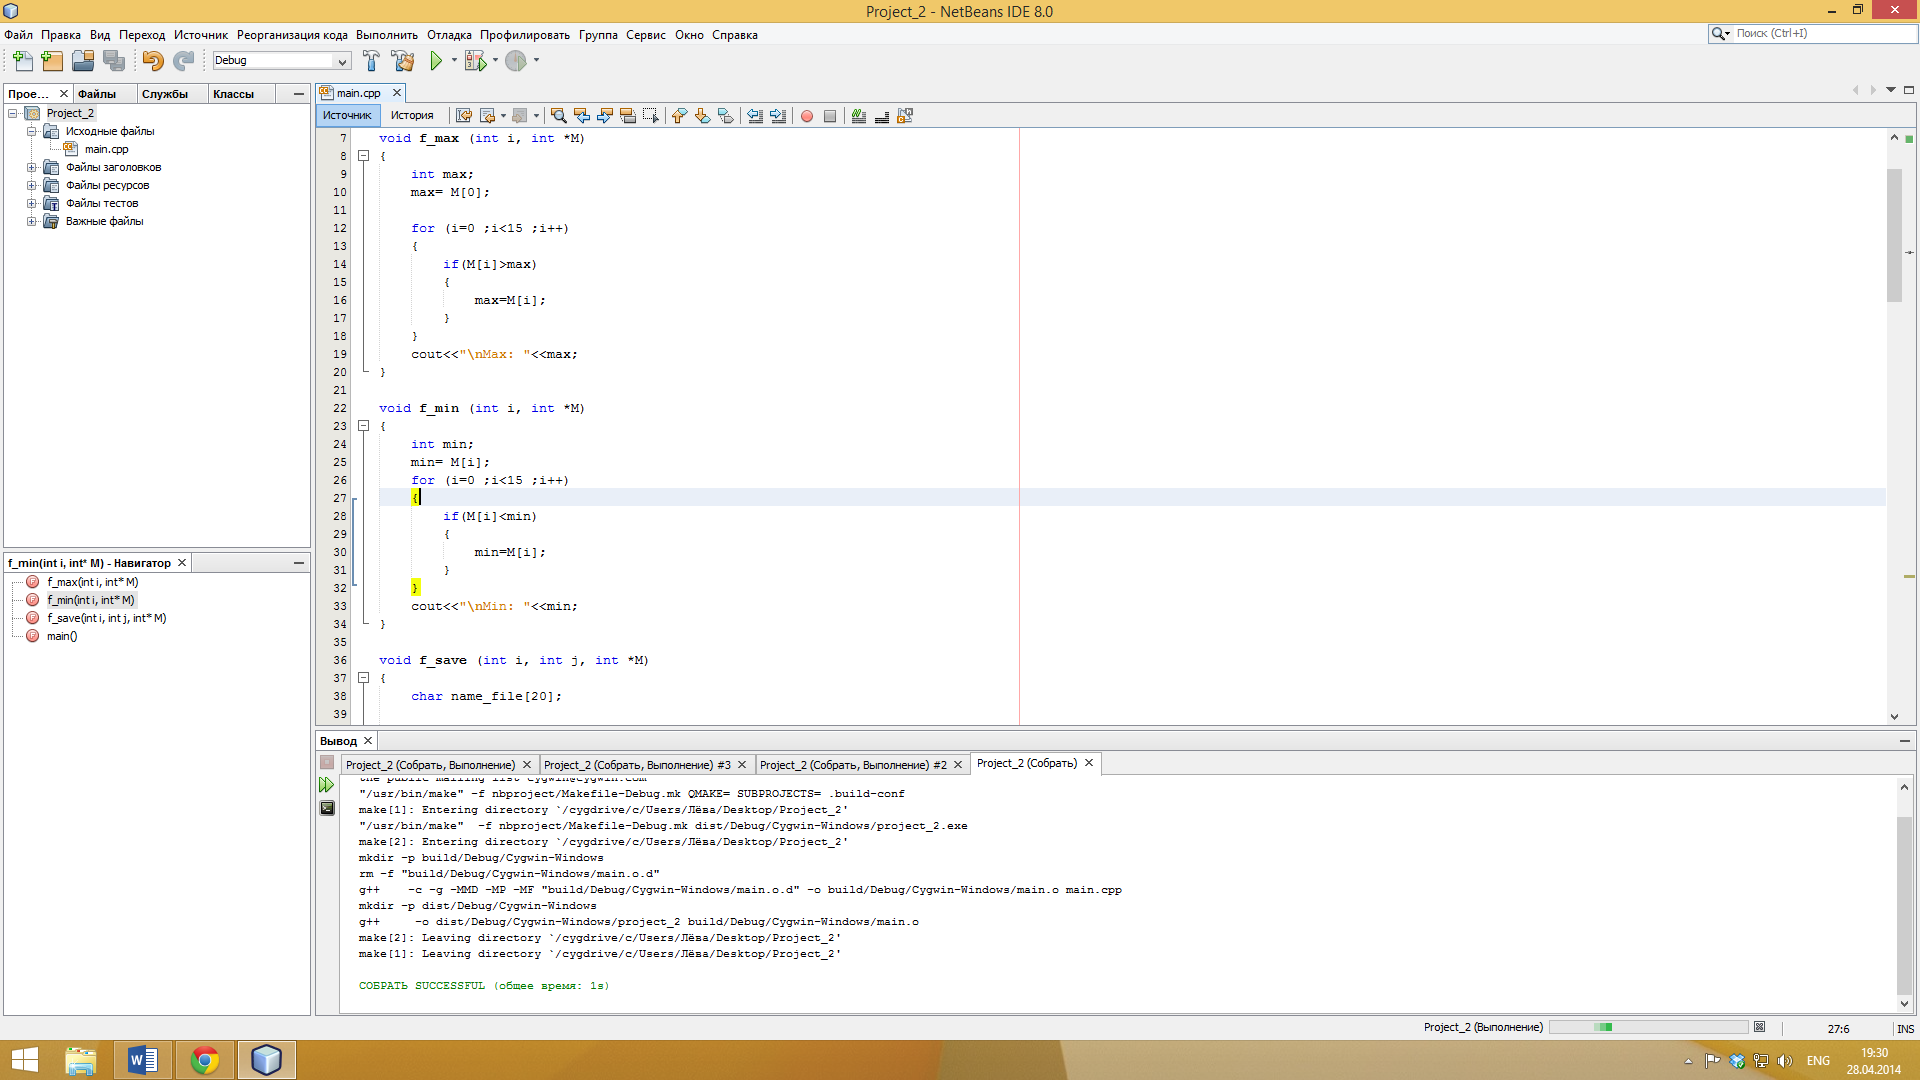 Project_2 - NetBeans IDE 8.0
Файл Правка Вид Переход Источник Реорганизация кода Выполнить Отладка Профилировать Группа Сервис Окно Справка
Поиск (Ctrl+I)
Debug
Прое... Файлы Службы Классы
Project_2
Исходные файлы
main.cpp
Файлы заголовков
Файлы ресурсов
Файлы тестов
Важные файлы
f_min(int i, int* M) - Навигатор
f_max(int i, int* M)
f_min(int i, int* M)
f_save(int i, int j, int* M)
main()
main.cpp
Источник История
7 void f_max (int i, int *M)
8 {
9 int max;
10 max= M[0];
11
12 for (i=0 ;i<15 ;i++)
13 {
14 if(M[i]>max)
15 {
16 max=M[i];
17 }
18 }
19 cout<<"\nMax: "<<max;
20 }
21
22 void f_min (int i, int *M)
23 {
24 int min;
25 min= M[i];
26 for (i=0 ;i<15 ;i++)
27 {
28 if(M[i]<min)
29 {
30 min=M[i];
31 }
32 }
33 cout<<"\nMin: "<<min;
34 }
35
36 void f_save (int i, int j, int *M)
37 {
38 char name_file[20];
39
Вывод
Project_2 (Собрать, Выполнение) Project_2 (Собрать, Выполнение) #3 Project_2 (Собрать, Выполнение) #2 Project_2 (Собрать)
the public mailing list cygwin@cygwin.com
"/usr/bin/make" -f nbproject/Makefile-Debug.mk QMAKE= SUBPROJECTS= .build-conf
make[1]: Entering directory `/cygdrive/c/Users/Лёва/Desktop/Project_2'
"/usr/bin/make"  -f nbproject/Makefile-Debug.mk dist/Debug/Cygwin-Windows/project_2.exe
make[2]: Entering directory `/cygdrive/c/Users/Лёва/Desktop/Project_2'
mkdir -p build/Debug/Cygwin-Windows
rm -f "build/Debug/Cygwin-Windows/main.o.d"
g++    -c -g -MMD -MP -MF "build/Debug/Cygwin-Windows/main.o.d" -o build/Debug/Cygwin-Windows/main.o main.cpp
mkdir -p dist/Debug/Cygwin-Windows
g++     -o dist/Debug/Cygwin-Windows/project_2 build/Debug/Cygwin-Windows/main.o
make[2]: Leaving directory `/cygdrive/c/Users/Лёва/Desktop/Project_2'
make[1]: Leaving directory `/cygdrive/c/Users/Лёва/Desktop/Project_2'
СОБРАТЬ SUCCESSFUL (общее время: 1s)
Project_2 (Выполнение) 27:6 INS
ENG
19:30
28.04.2014